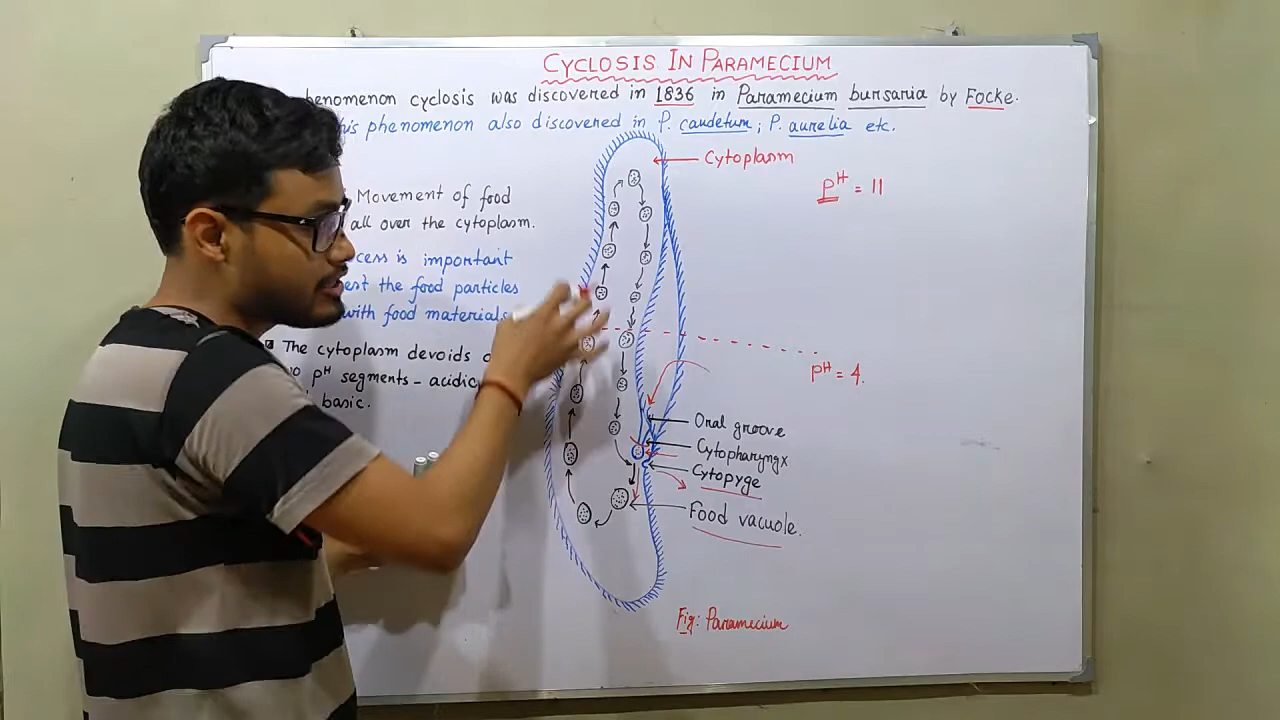 CYCLOSIS IN PARAMECIUM
henomenon cyclosis was discovered in 1836 in Paramecium bursaria by Focke.
his phenomenon also discovered in P. caudetum; P. aurelia etc.
Movement of food
all over the cytoplasm.
cess is important
est the food particles
with food materials.
The cytoplasm devoids
pH segments - acidic
basic.
Cytoplasm
pH = 11
pH = 4.
Oral groove
Cytopharyngx
Cytopyge
Food vacuole.
Fig: Paramecium